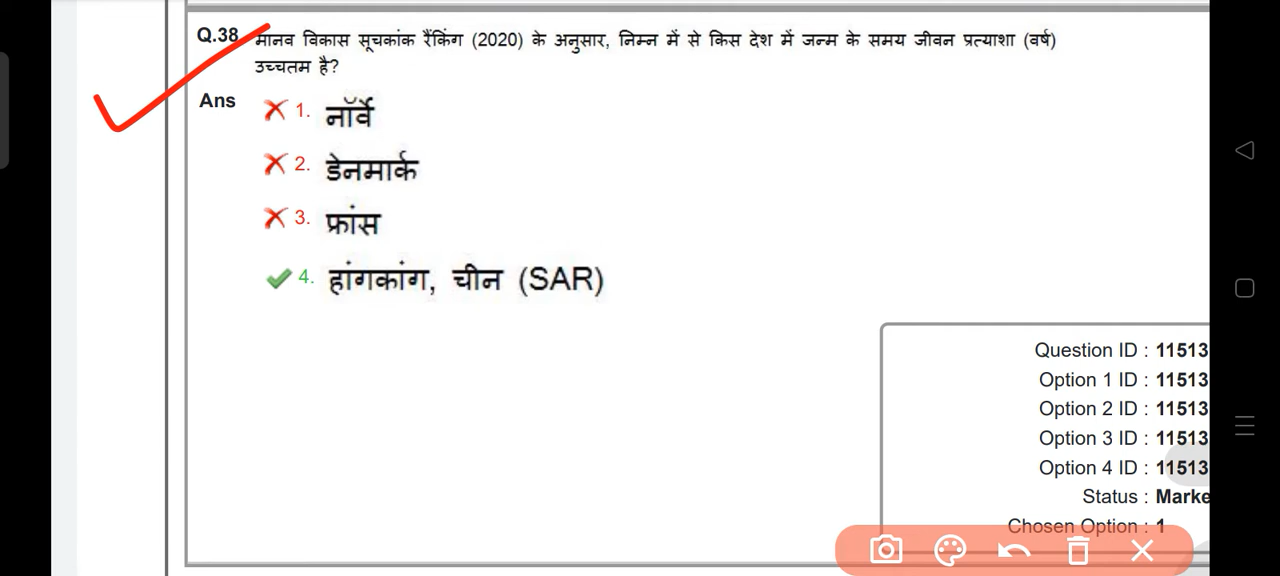 Q.38 मानव विकास सूचकांक रैंकिंग (2020) के अनुसार, निम्न में से किस देश में जन्म के समय जीवन प्रत्याशा (वर्ष)
उच्चतम है?
Ans
1. नॉर्वे
2. डेनमार्क
3. फ्रांस
4. हांगकांग, चीन (SAR)
Question ID : 11513
Option 1 ID : 11513
Option 2 ID : 11513
Option 3 ID : 11513
Option 4 ID : 11513
Status : Marke
Chosen Option : 1